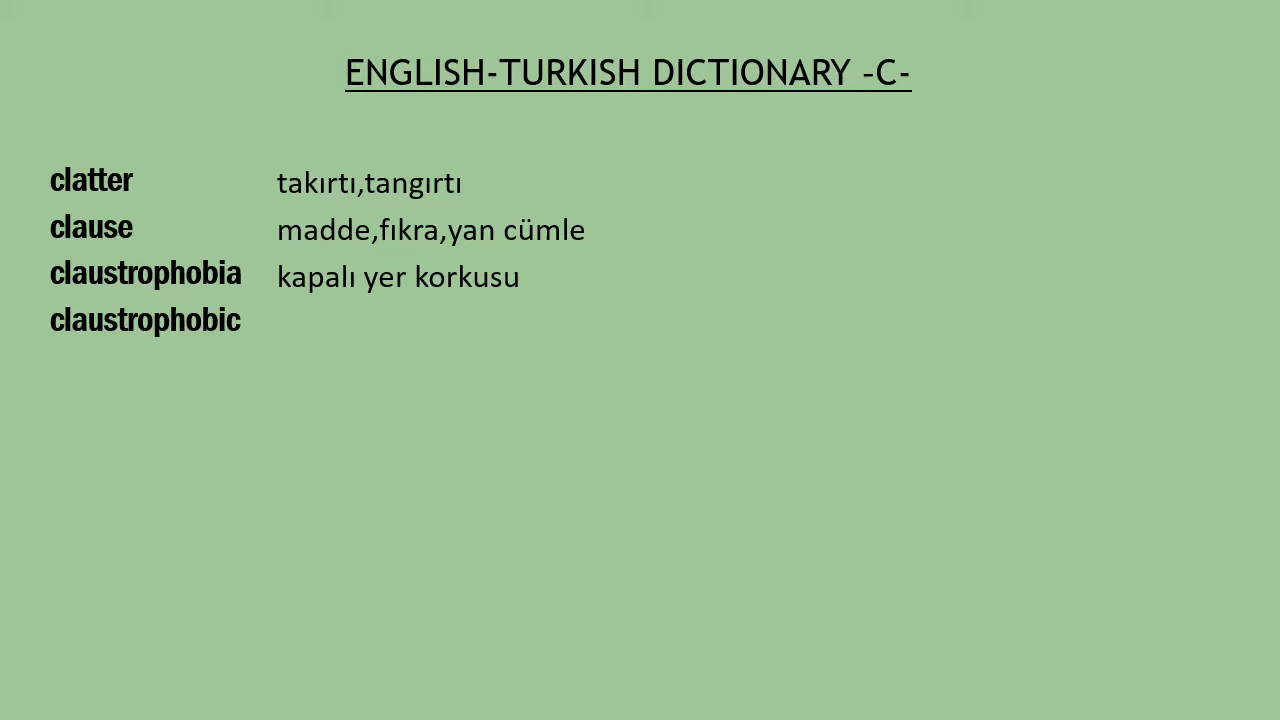 ENGLISH-TURKISH DICTIONARY –C-
clatter takırtı,tangırtı
clause madde,fıkra,yan cümle
claustrophobia kapalı yer korkusu
claustrophobic